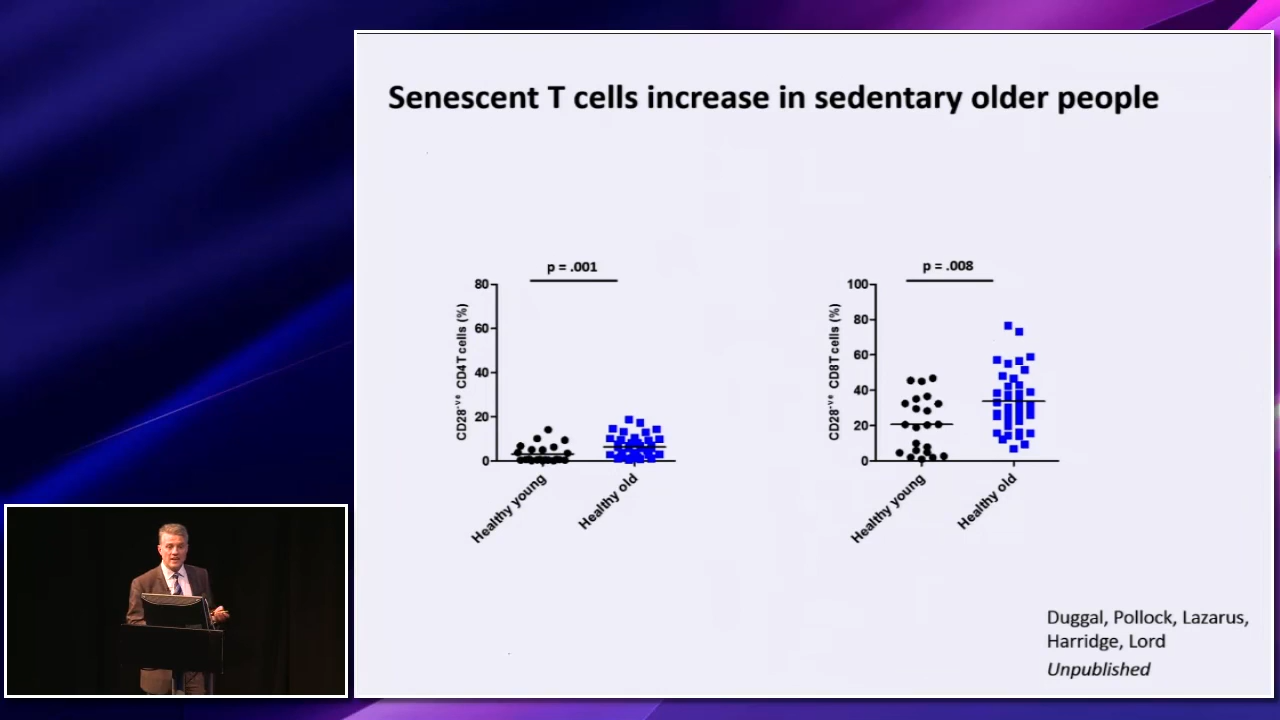 Senescent T cells increase in sedentary older people
p = .001
80
60
40
20
0
CD28⁻ᵛᵉ CD4T cells (%)
Healthy young
Healthy old
p = .008
100
80
60
40
20
0
CD28⁻ᵛᵉ CD8T cells (%)
Healthy young
Healthy old
Duggal, Pollock, Lazarus,
Harridge, Lord
Unpublished